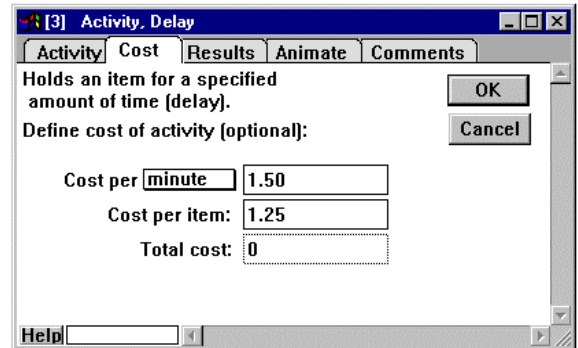 [3] Activity, Delay
Activity Cost Results Animate Comments
Holds an item for a specified
amount of time (delay).
OK
Define cost of activity (optional):
Cancel
Cost per minute 1.50
Cost per item: 1.25
Total cost: 0
Help